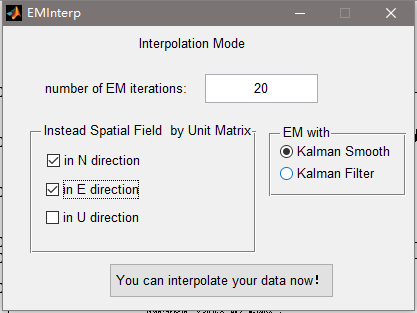 EMInterp
Interpolation Mode
number of EM iterations: 20
Instead Spatial Field by Unit Matrix
in N direction
in E direction
in U direction
EM with
Kalman Smooth
Kalman Filter
You can interpolate your data now!